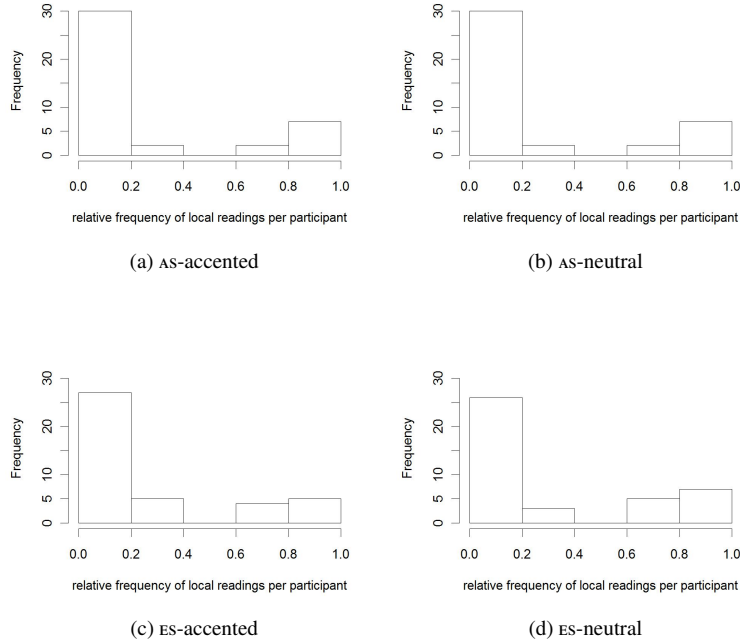 Frequency
0 5 10 20 30
0.0 0.2 0.4 0.6 0.8 1.0
relative frequency of local readings per participant
(a) AS-accented
Frequency
0 5 10 20 30
0.0 0.2 0.4 0.6 0.8 1.0
relative frequency of local readings per participant
(b) AS-neutral
Frequency
0 5 10 20 30
0.0 0.2 0.4 0.6 0.8 1.0
relative frequency of local readings per participant
(c) ES-accented
Frequency
0 5 10 20 30
0.0 0.2 0.4 0.6 0.8 1.0
relative frequency of local readings per participant
(d) ES-neutral